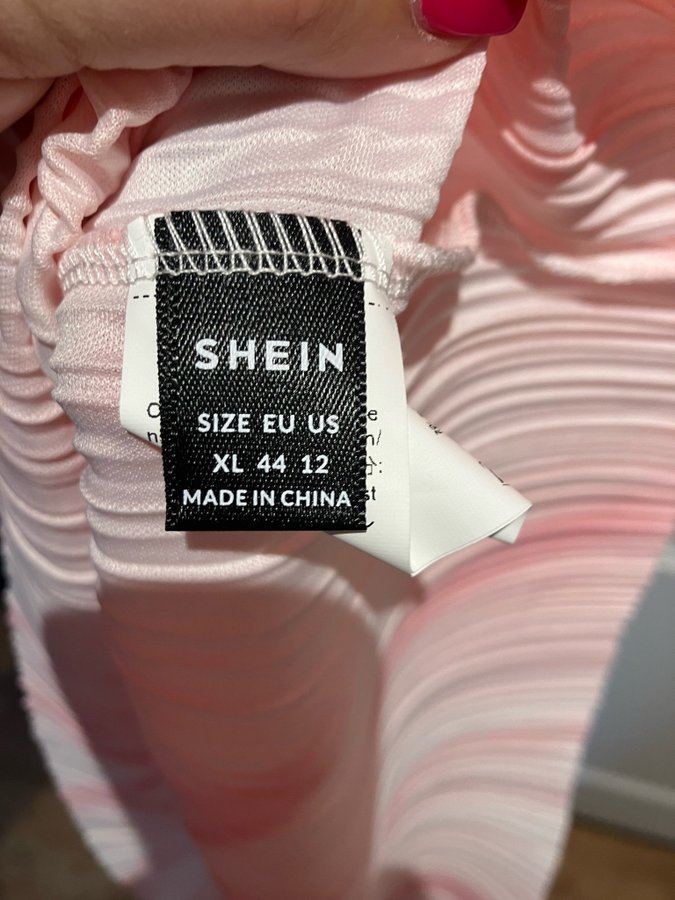 SHEIN
SIZE EU US
XL 44 12
MADE IN CHINA